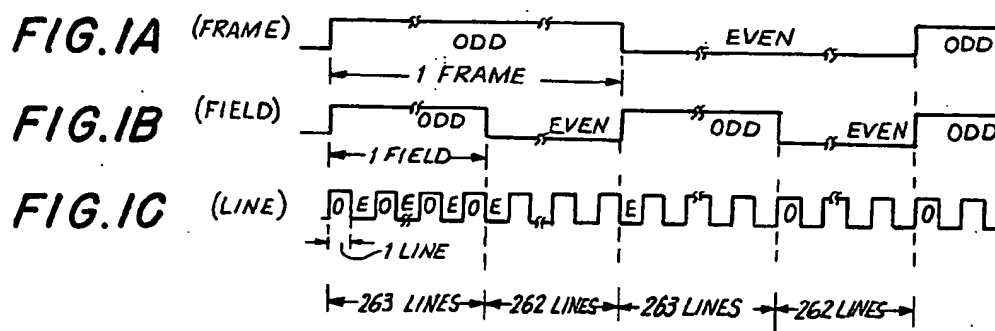 FIG.1A (FRAME) ODD EVEN ODD
1 FRAME
FIG.1B (FIELD) ODD EVEN ODD EVEN ODD
1 FIELD
FIG.1C (LINE) O E O E O E O E E O O
1 LINE
263 LINES 262 LINES 263 LINES 262 LINES